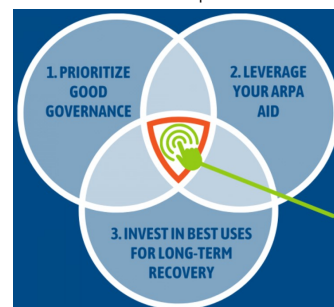 1. PRIORITIZE
GOOD
GOVERNANCE
2. LEVERAGE
YOUR ARPA
AID
3. INVEST IN BEST USES
FOR LONG-TERM
RECOVERY